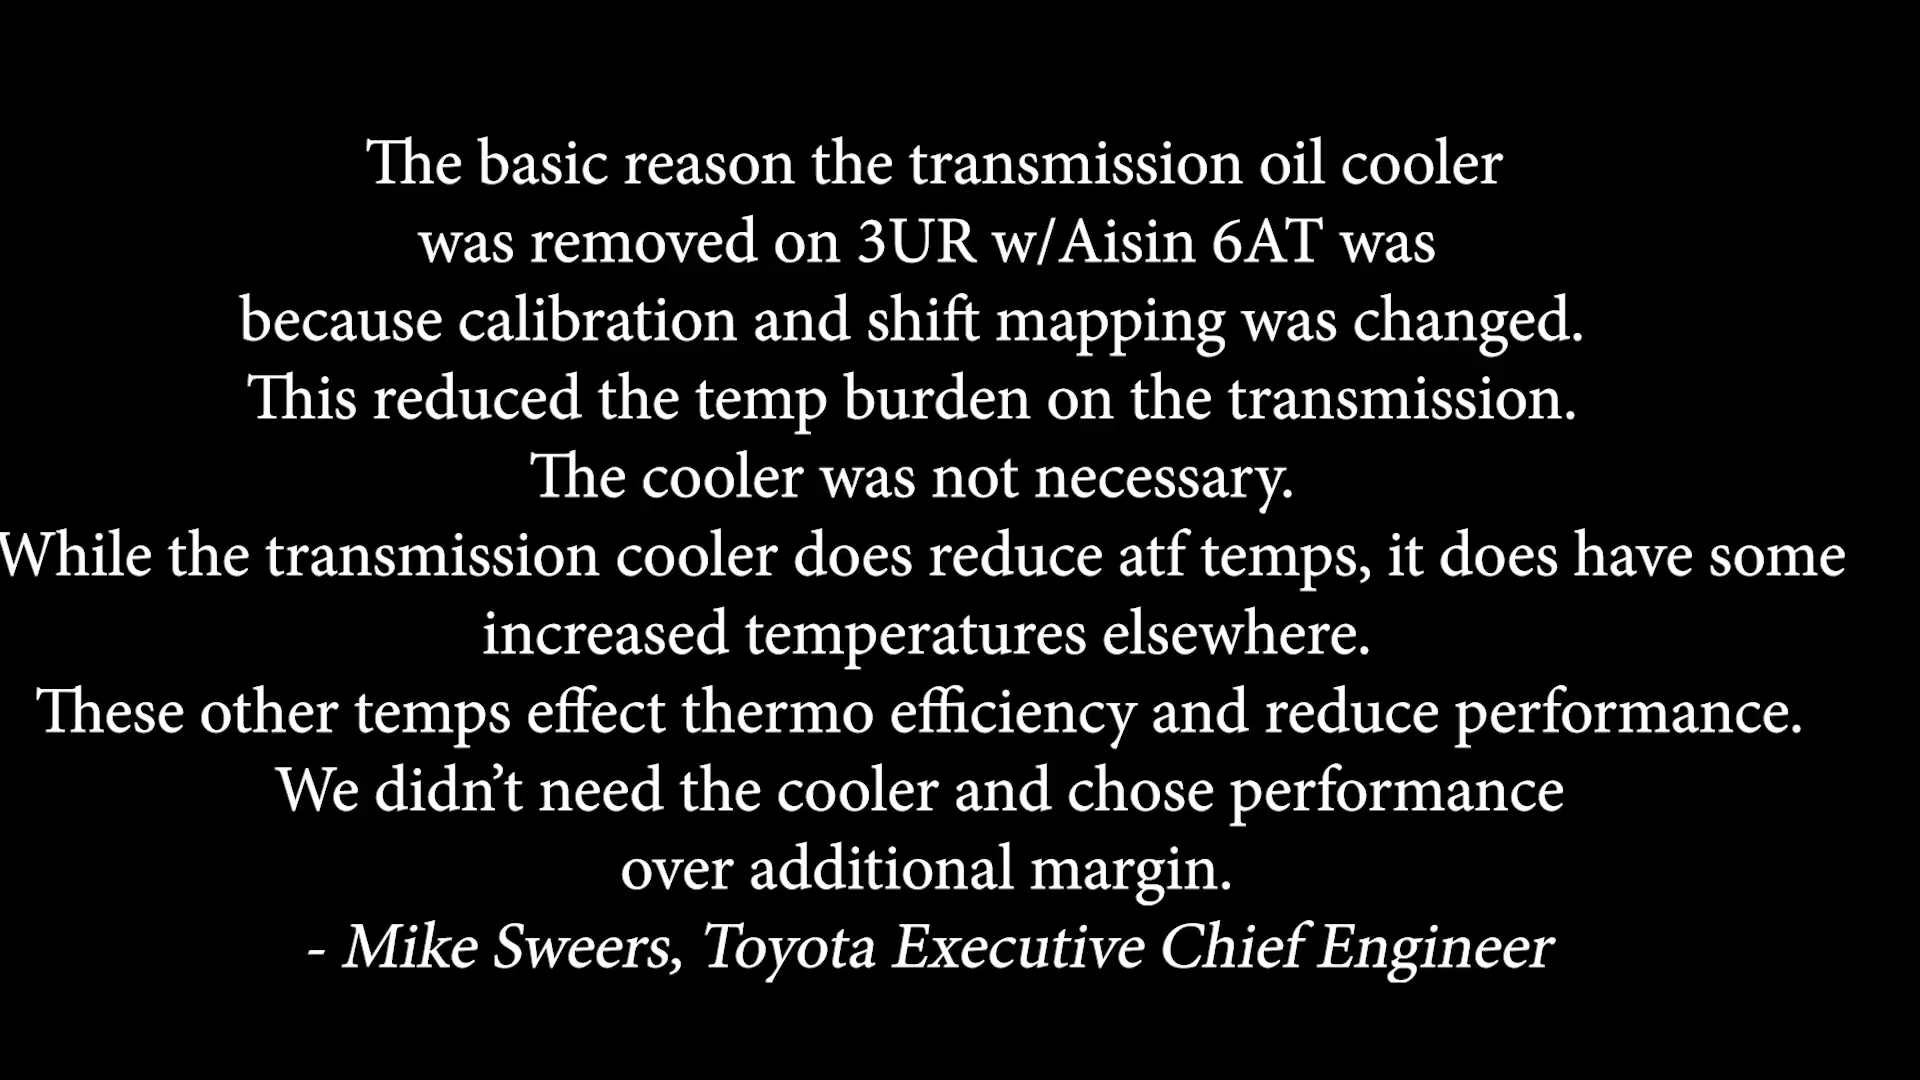 The basic reason the transmission oil cooler
was removed on 3UR w/Aisin 6AT was
because calibration and shift mapping was changed.
This reduced the temp burden on the transmission.
The cooler was not necessary.
While the transmission cooler does reduce atf temps, it does have some
increased temperatures elsewhere.
These other temps effect thermo efficiency and reduce performance.
We didn’t need the cooler and chose performance
over additional margin.
- Mike Sweers, Toyota Executive Chief Engineer